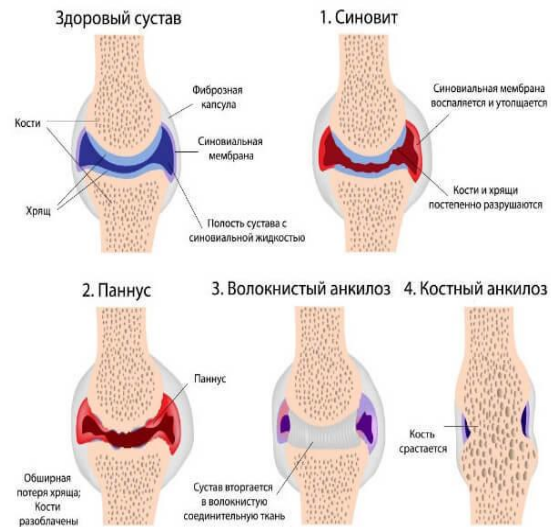 Здоровый сустав
Фиброзная
капсула
Кости
Синовиальная
мембрана
Хрящ
Полость сустава с
синовиальной жидкостью
1. Синовит
Синовиальная мембрана
воспаляется и утолщается
Кости и хрящи
постепенно разрушаются
2. Паннус
Паннус
Обширная
потеря хряща;
Кости
разоблачены
3. Волокнистый анкилоз
Сустав вторгается
в волокнистую
соединительную ткань
4. Костный анкилоз
Кость
срастается